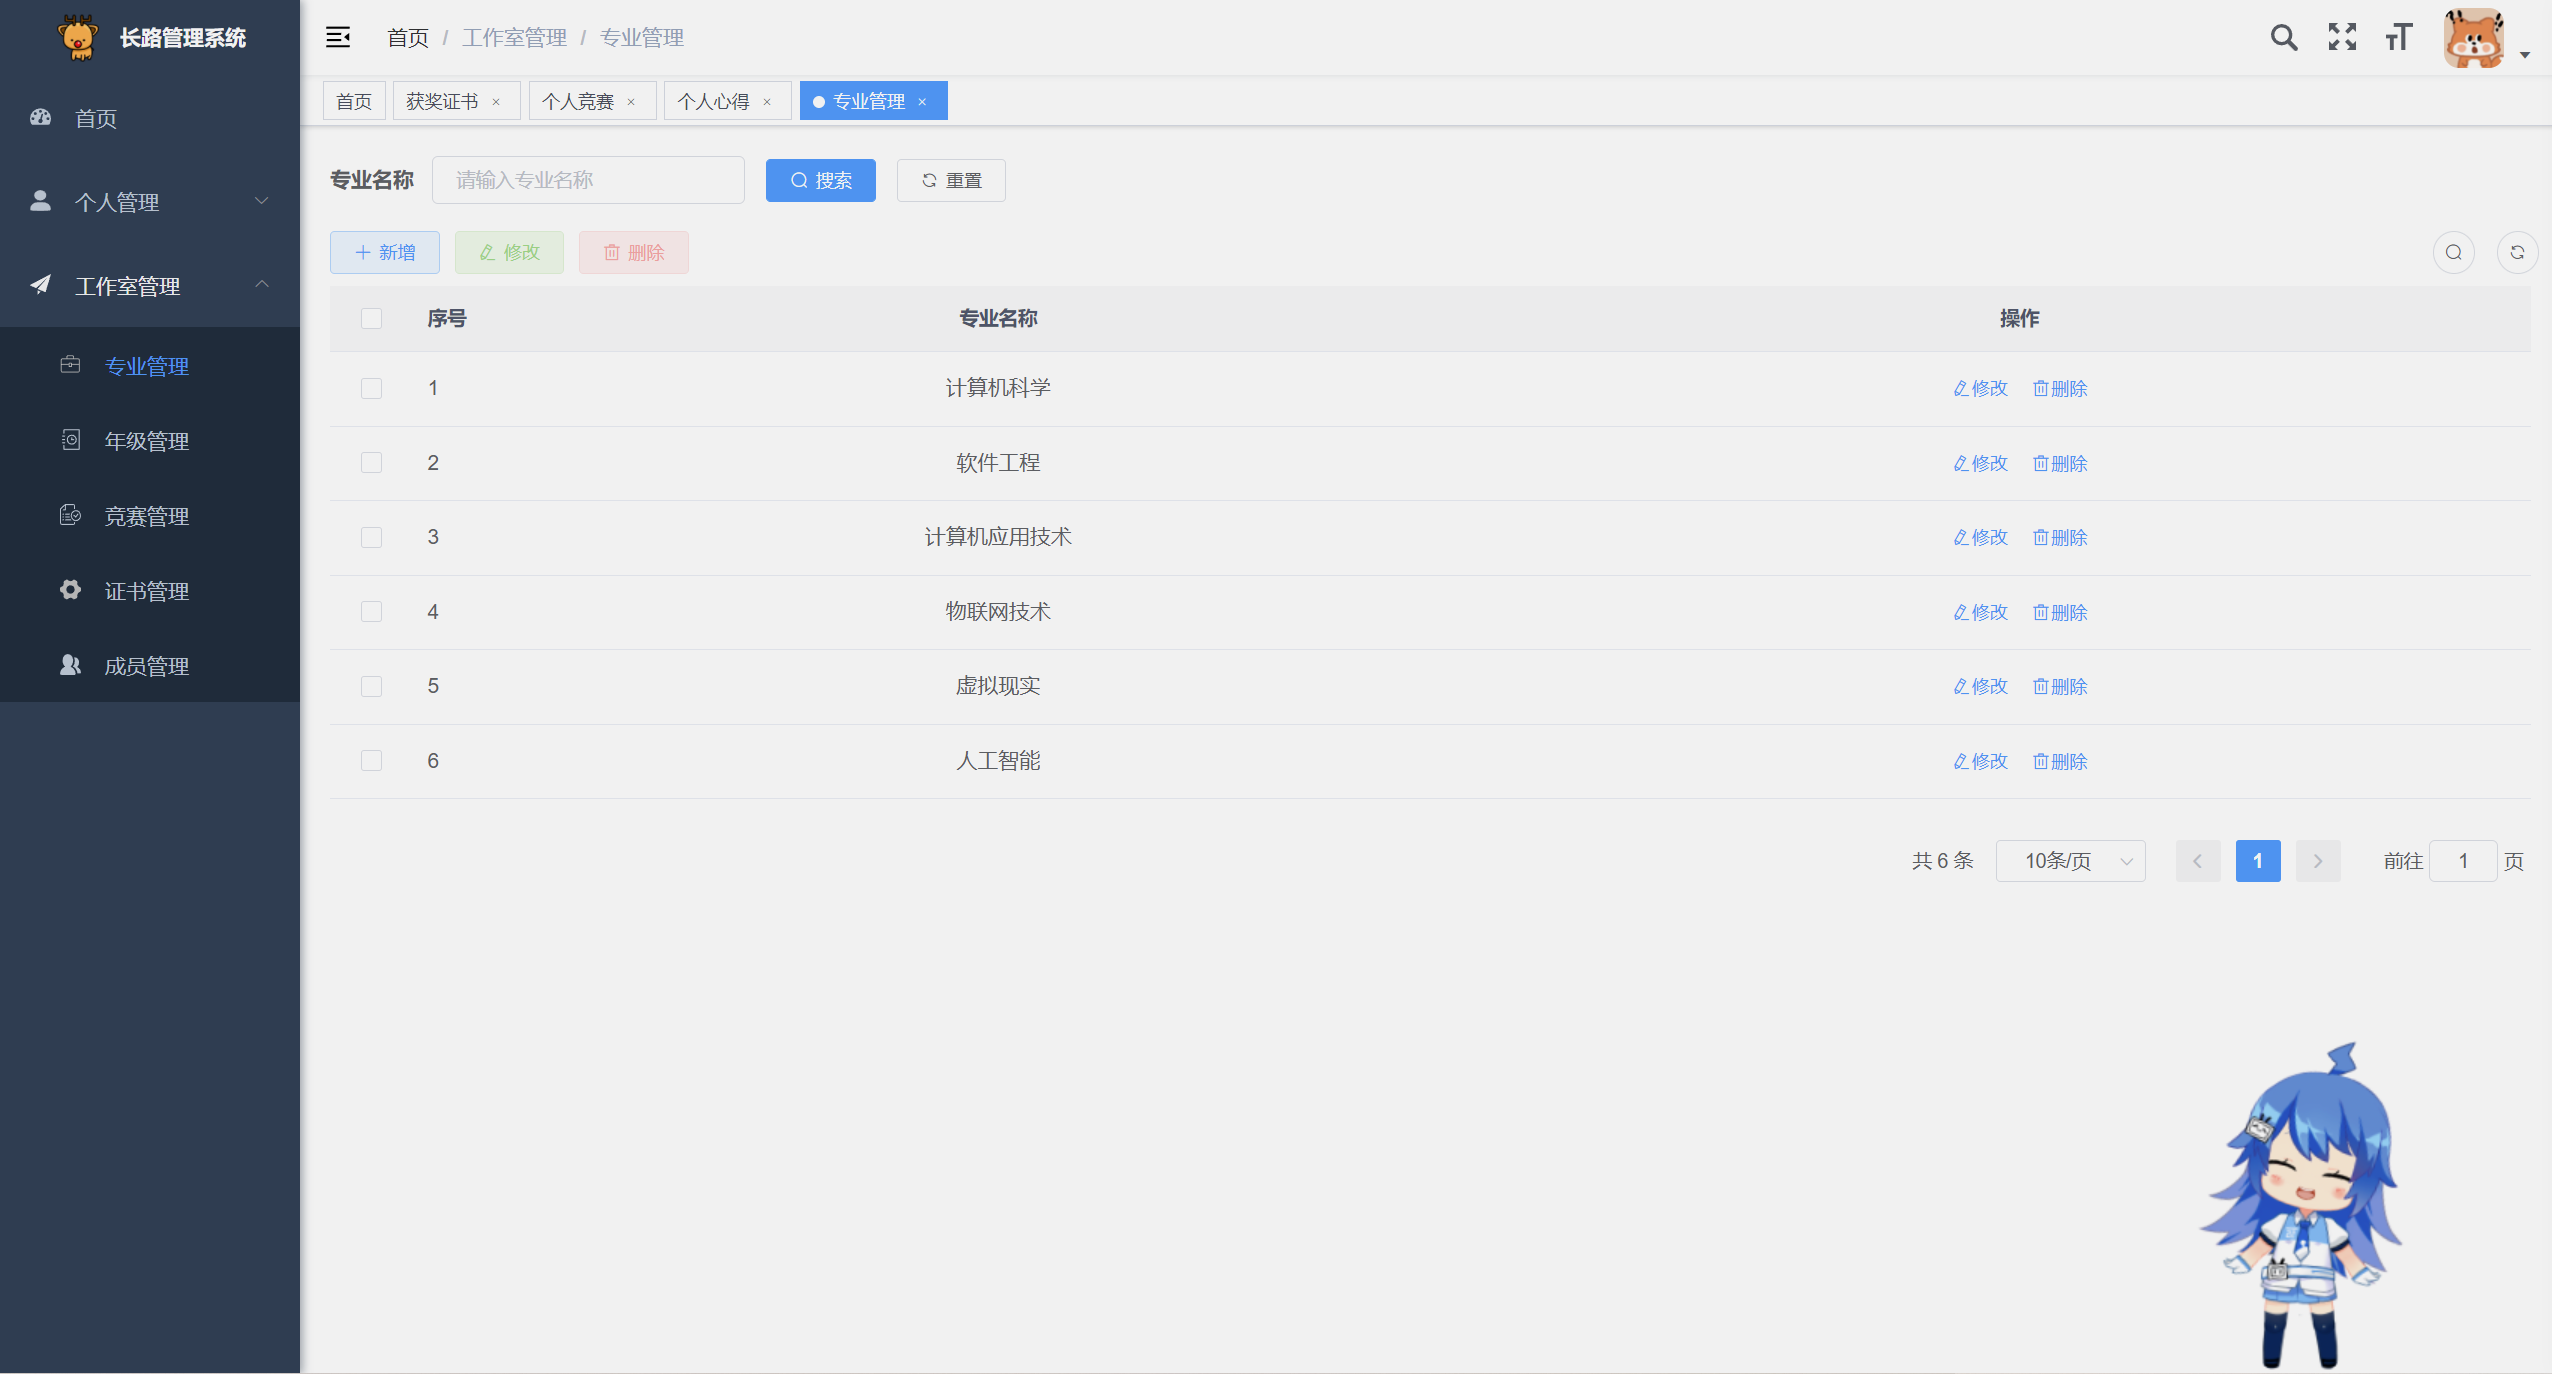 长路管理系统
首页 / 工作室管理 / 专业管理
首页 获奖证书 × 个人竞赛 × 个人心得 × 专业管理 ×
首页
个人管理
工作室管理
专业管理
年级管理
竞赛管理
证书管理
成员管理
专业名称 请输入专业名称 搜索 重置
新增 修改 删除
序号 专业名称 操作
1 计算机科学 修改 删除
2 软件工程 修改 删除
3 计算机应用技术 修改 删除
4 物联网技术 修改 删除
5 虚拟现实 修改 删除
6 人工智能 修改 删除
共 6 条 10条/页 1 前往 1 页